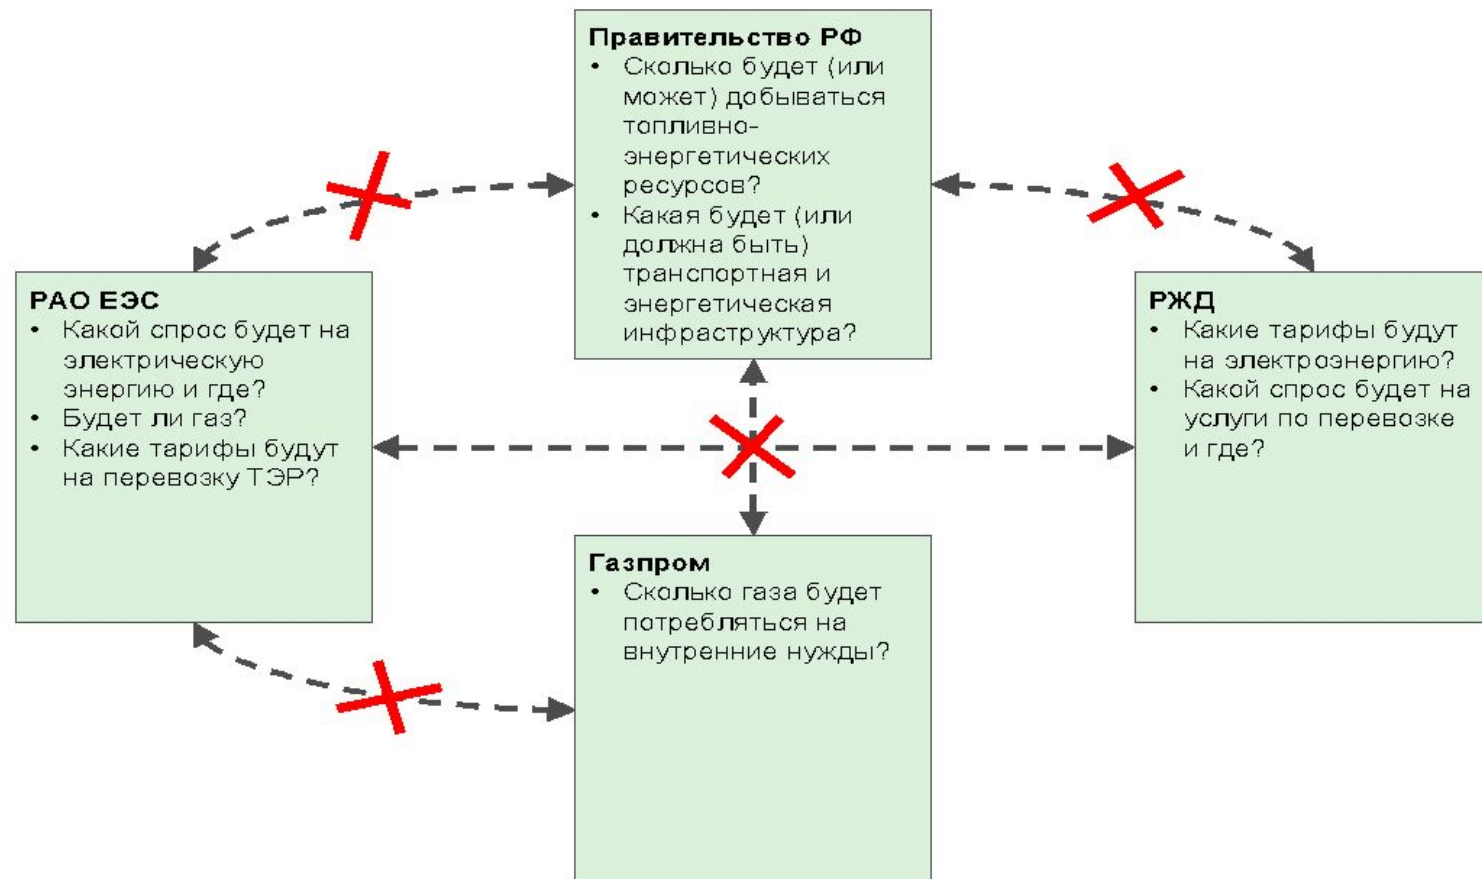 Правительство РФ
• Сколько будет (или
может) добываться
топливно-
энергетических
ресурсов?
• Какая будет (или
должна быть)
транспортная и
энергетическая
инфраструктура?
РАО ЕЭС
• Какой спрос будет на
электрическую
энергию и где?
• Будет ли газ?
• Какие тарифы будут
на перевозку ТЭР?
РЖД
• Какие тарифы будут
на электроэнергию?
• Какой спрос будет на
услуги по перевозке
и где?
Газпром
• Сколько газа будет
потребляться на
внутренние нужды?